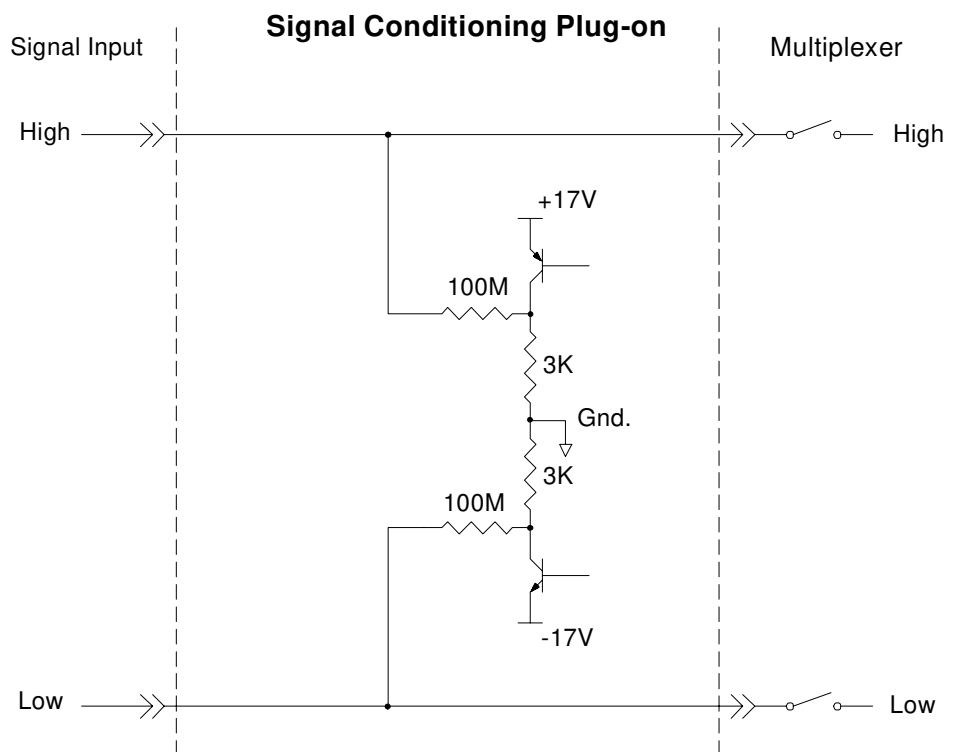 Signal Conditioning Plug-on
Signal Input
Multiplexer
High
High
+17V
100M
3K
Gnd.
3K
100M
-17V
Low
Low